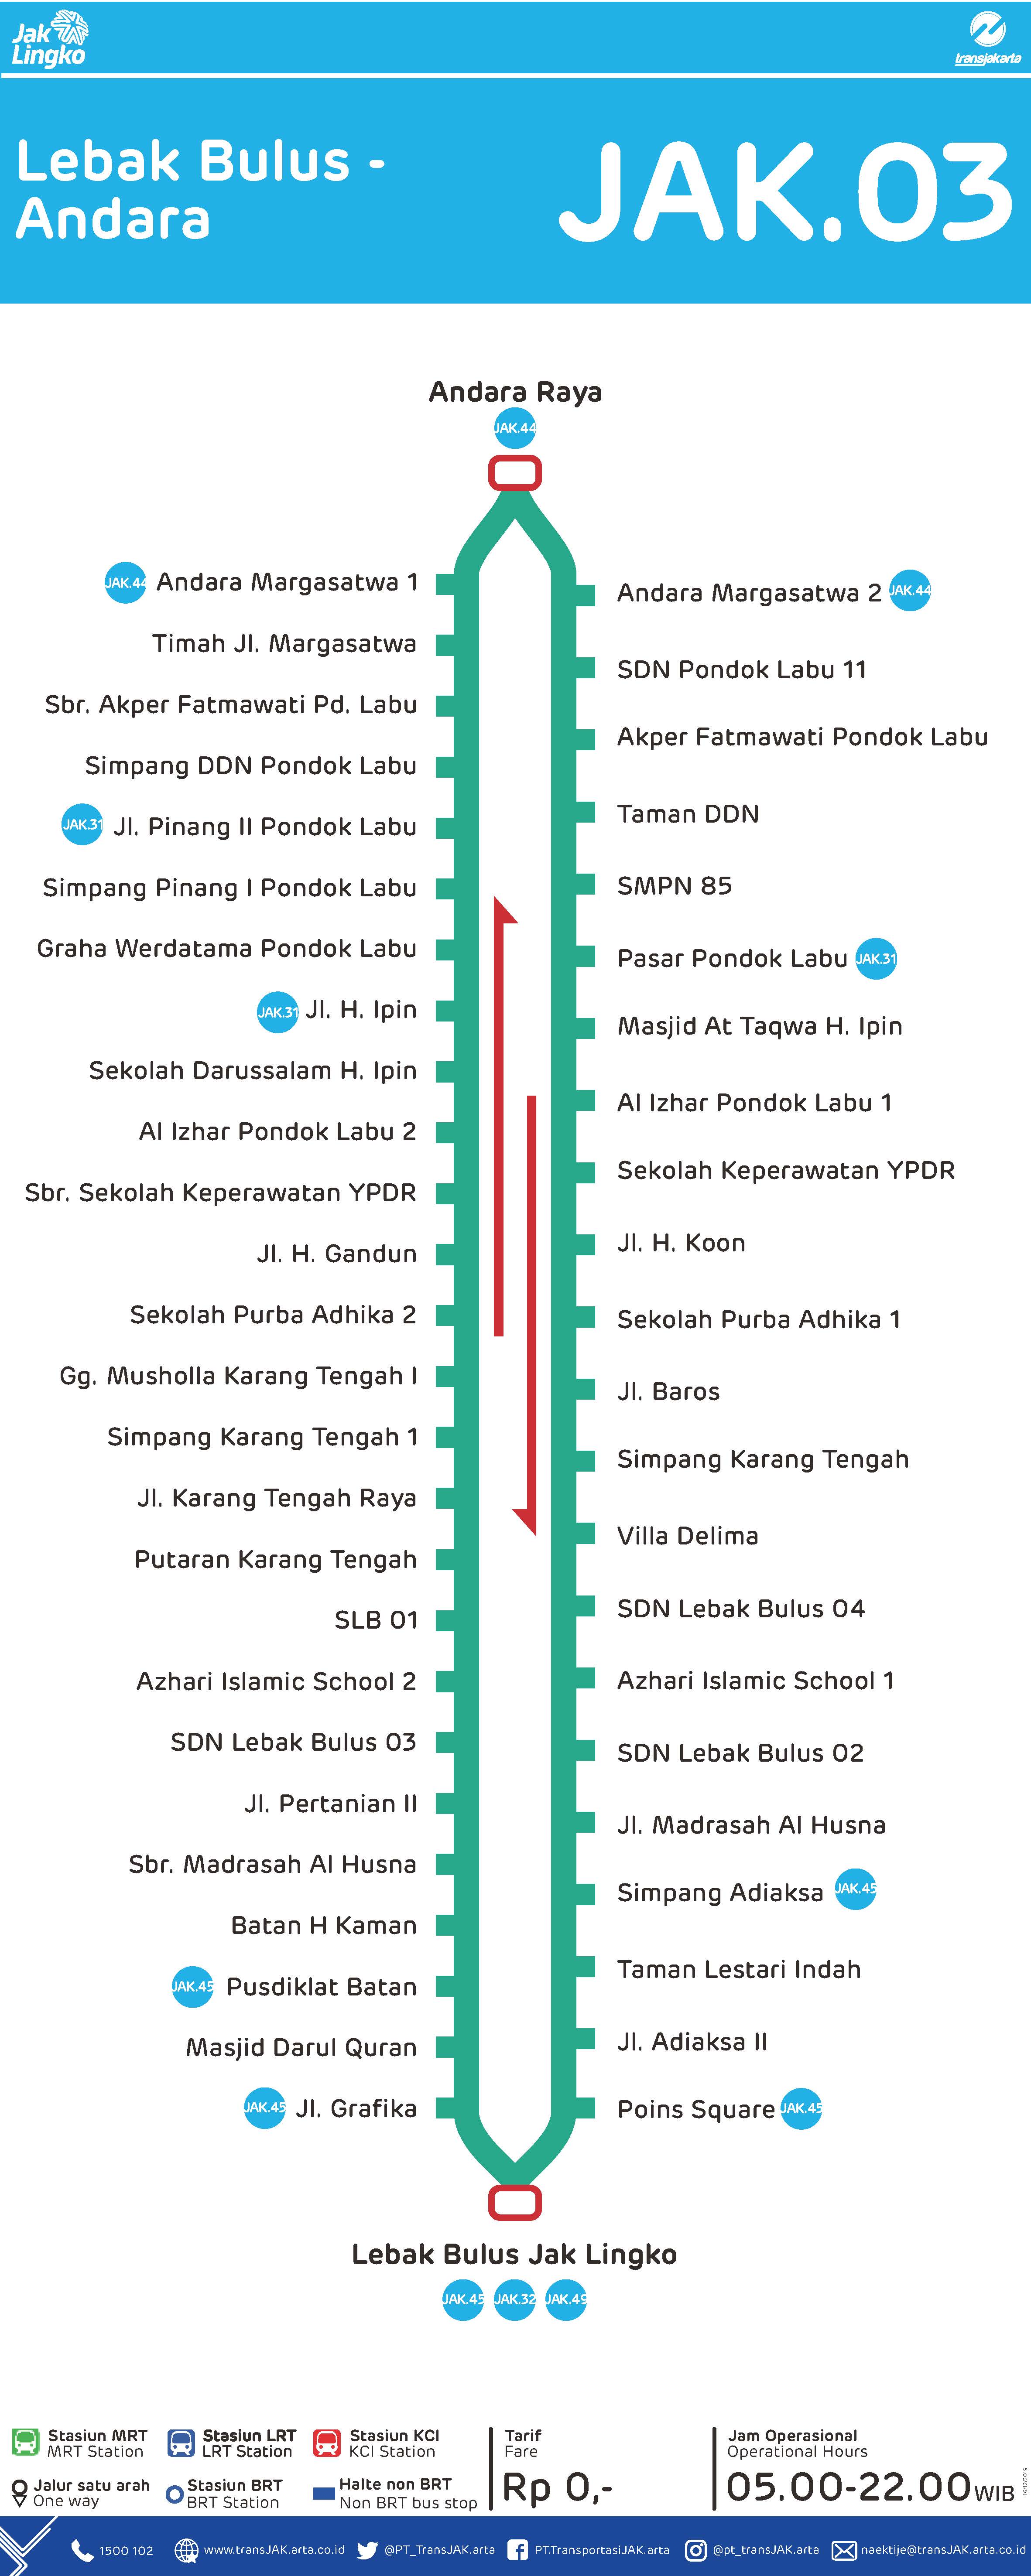 Jak
Lingko
transjakarta
Lebak Bulus -
Andara
JAK.03
Andara Raya
JAK.44
JAK.44 Andara Margasatwa 1
Timah Jl. Margasatwa
Sbr. Akper Fatmawati Pd. Labu
Simpang DDN Pondok Labu
JAK.31 Jl. Pinang II Pondok Labu
Simpang Pinang I Pondok Labu
Graha Werdatama Pondok Labu
JAK.31 Jl. H. Ipin
Sekolah Darussalam H. Ipin
Al Izhar Pondok Labu 2
Sbr. Sekolah Keperawatan YPDR
Jl. H. Gandun
Sekolah Purba Adhika 2
Gg. Musholla Karang Tengah I
Simpang Karang Tengah 1
Jl. Karang Tengah Raya
Putaran Karang Tengah
SLB 01
Azhari Islamic School 2
SDN Lebak Bulus 03
Jl. Pertanian II
Sbr. Madrasah Al Husna
Batan H Kaman
JAK.45 Pusdiklat Batan
Masjid Darul Quran
JAK.45 Jl. Grafika
Andara Margasatwa 2 JAK.44
SDN Pondok Labu 11
Akper Fatmawati Pondok Labu
Taman DDN
SMPN 85
Pasar Pondok Labu JAK.31
Masjid At Taqwa H. Ipin
Al Izhar Pondok Labu 1
Sekolah Keperawatan YPDR
Jl. H. Koon
Sekolah Purba Adhika 1
Jl. Baros
Simpang Karang Tengah
Villa Delima
SDN Lebak Bulus 04
Azhari Islamic School 1
SDN Lebak Bulus 02
Jl. Madrasah Al Husna
Simpang Adiaksa JAK.45
Taman Lestari Indah
Jl. Adiaksa II
Poins Square JAK.45
Lebak Bulus Jak Lingko
JAK.45 JAK.32 JAK.49
Stasiun MRT
MRT Station
Stasiun LRT
LRT Station
Stasiun KCI
KCI Station
Jalur satu arah
One way
Stasiun BRT
BRT Station
Halte non BRT
Non BRT bus stop
Tarif
Fare
Rp 0,-
Jam Operasional
Operational Hours
05.00-22.00 WIB
16/12/2019
1500 102
www.transJAK.arta.co.id
@PT_TransJAK.arta
PT.TransportasiJAK.arta
@pt_transJAK.arta
naektije@transJAK.arta.co.id